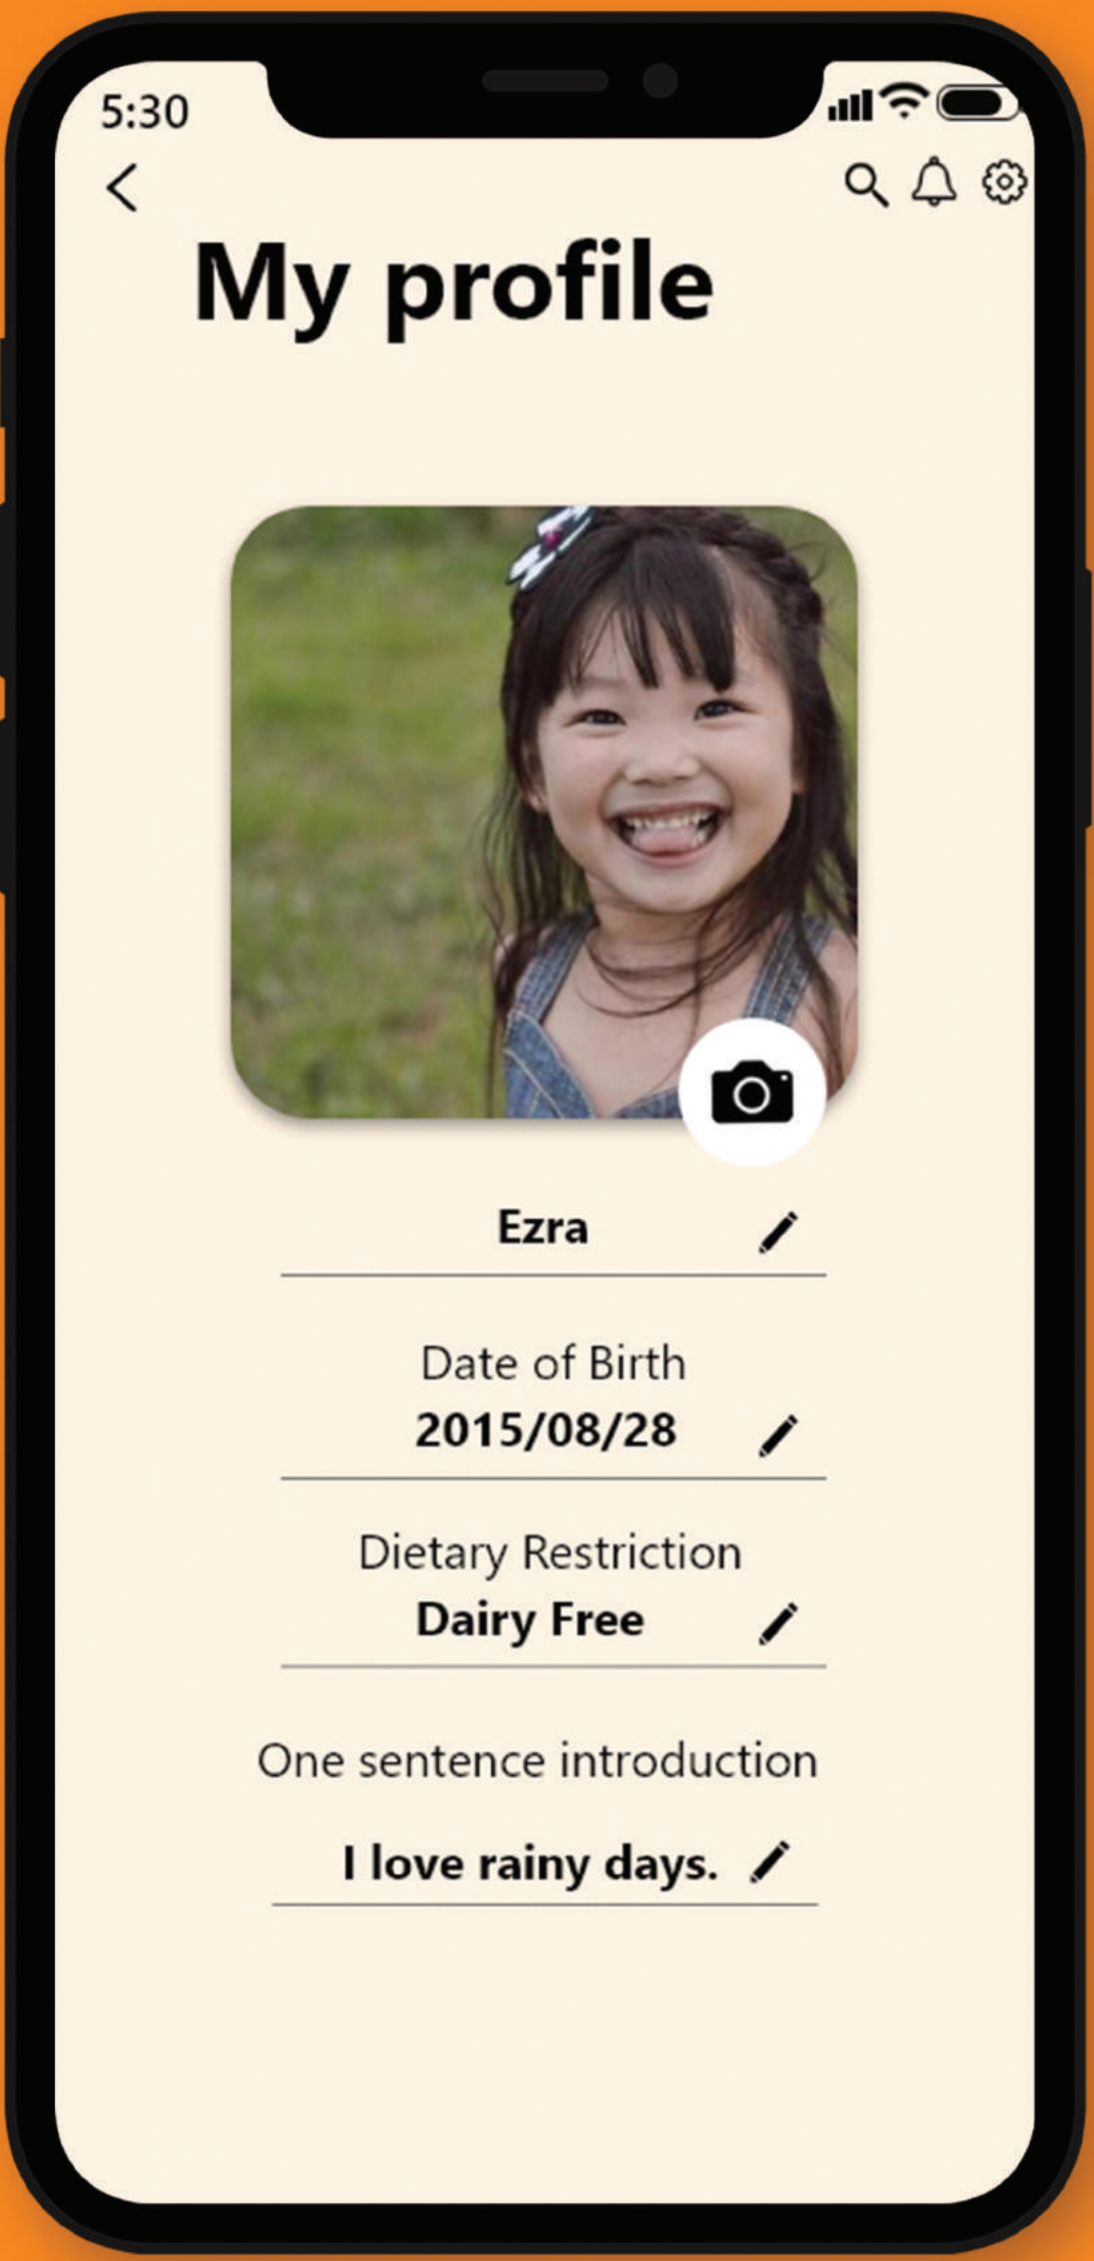 5:30
My profile
Ezra
Date of Birth
2015/08/28
Dietary Restriction
Dairy Free
One sentence introduction
I love rainy days.